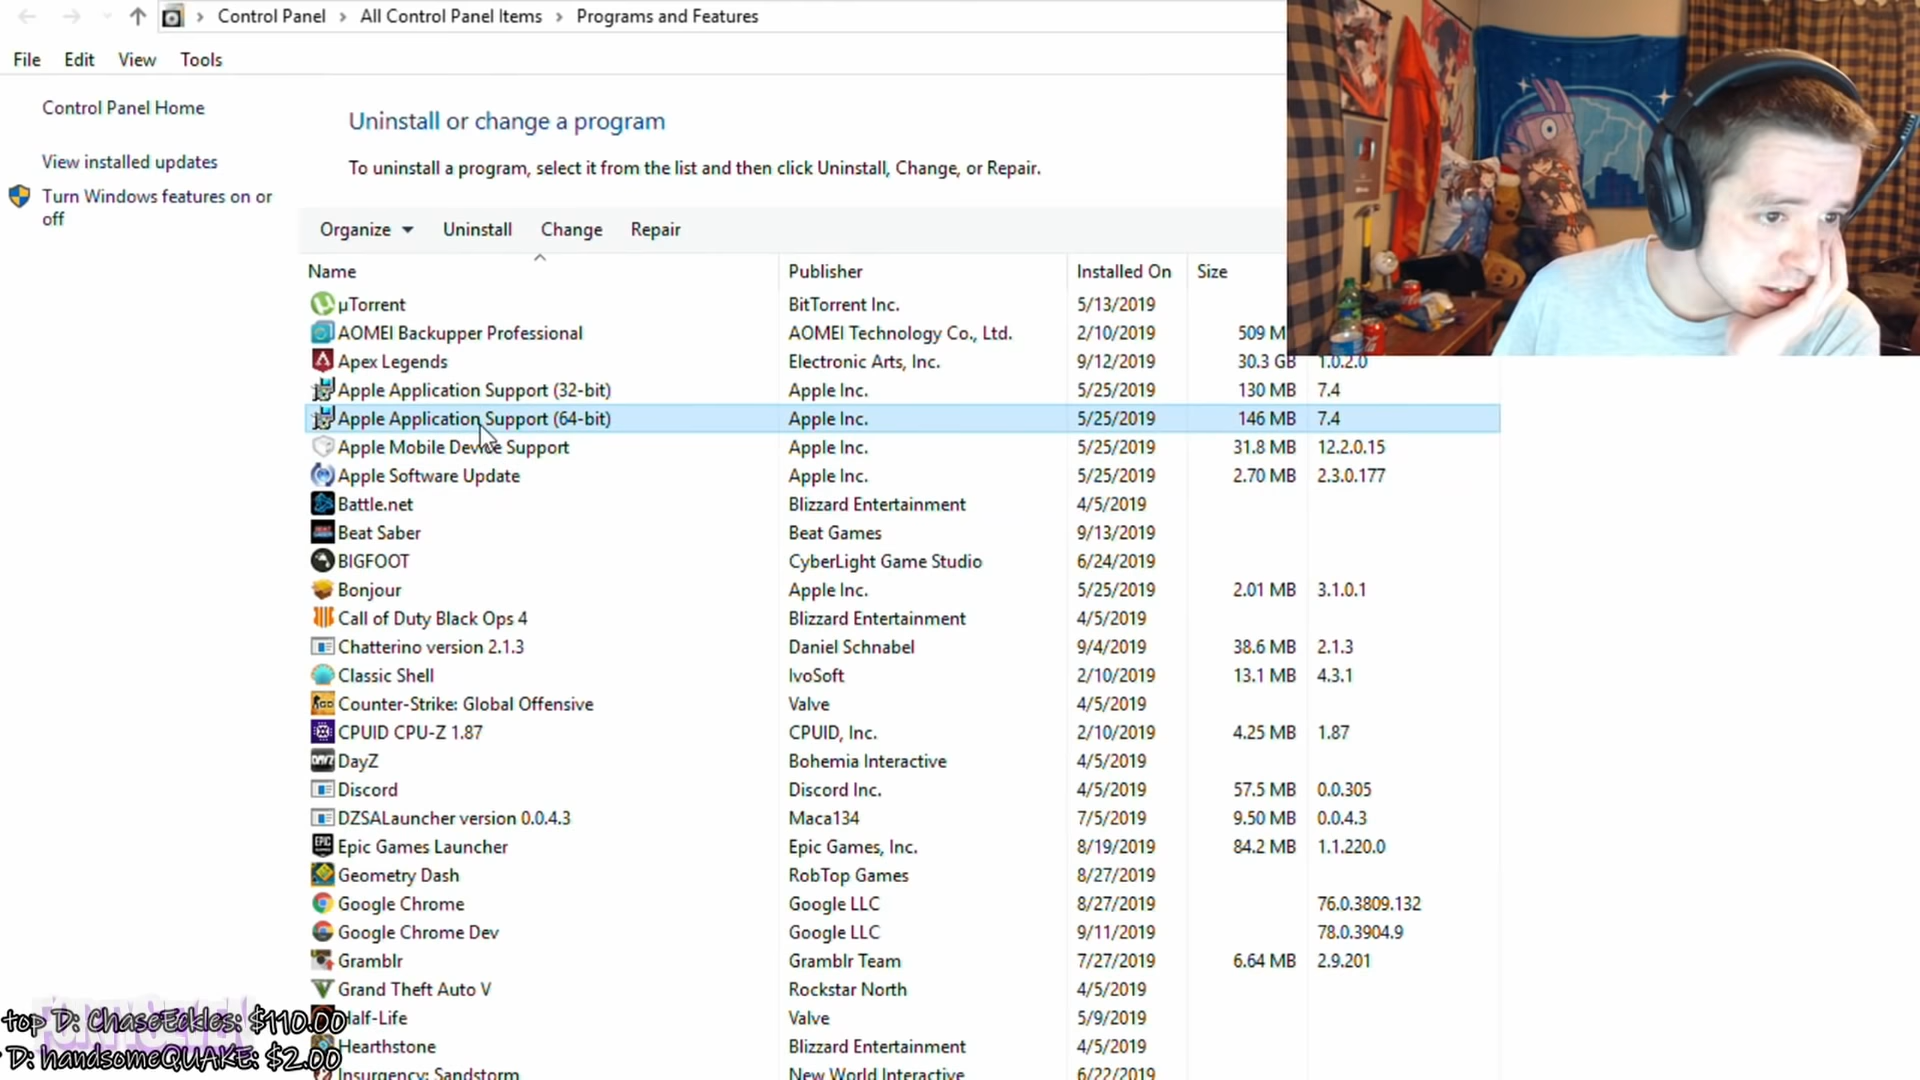 Control Panel > All Control Panel Items > Programs and Features
File Edit View Tools
Control Panel Home
View installed updates
Turn Windows features on or
off
Uninstall or change a program
To uninstall a program, select it from the list and then click Uninstall, Change, or Repair.
Organize Uninstall Change Repair
Name Publisher Installed On Size
µTorrent BitTorrent Inc. 5/13/2019
AOMEI Backupper Professional AOMEI Technology Co., Ltd. 2/10/2019 509 M
Apex Legends Electronic Arts, Inc. 9/12/2019 30.3 GB 1.0.2.0
Apple Application Support (32-bit) Apple Inc. 5/25/2019 130 MB 7.4
Apple Application Support (64-bit) Apple Inc. 5/25/2019 146 MB 7.4
Apple Mobile Device Support Apple Inc. 5/25/2019 31.8 MB 12.2.0.15
Apple Software Update Apple Inc. 5/25/2019 2.70 MB 2.3.0.177
Battle.net Blizzard Entertainment 4/5/2019
Beat Saber Beat Games 9/13/2019
BIGFOOT CyberLight Game Studio 6/24/2019
Bonjour Apple Inc. 5/25/2019 2.01 MB 3.1.0.1
Call of Duty Black Ops 4 Blizzard Entertainment 4/5/2019
Chatterino version 2.1.3 Daniel Schnabel 9/4/2019 38.6 MB 2.1.3
Classic Shell IvoSoft 2/10/2019 13.1 MB 4.3.1
Counter-Strike: Global Offensive Valve 4/5/2019
CPUID CPU-Z 1.87 CPUID, Inc. 2/10/2019 4.25 MB 1.87
DayZ Bohemia Interactive 4/5/2019
Discord Discord Inc. 4/5/2019 57.5 MB 0.0.305
DZSALauncher version 0.0.4.3 Maca134 7/5/2019 9.50 MB 0.0.4.3
Epic Games Launcher Epic Games, Inc. 8/19/2019 84.2 MB 1.1.220.0
Geometry Dash RobTop Games 8/27/2019
Google Chrome Google LLC 8/27/2019 76.0.3809.132
Google Chrome Dev Google LLC 9/11/2019 78.0.3904.9
Gramblr Gramblr Team 7/27/2019 6.64 MB 2.9.201
Grand Theft Auto V Rockstar North 4/5/2019
Half-Life Valve 5/9/2019
Hearthstone Blizzard Entertainment 4/5/2019
Insurgency: Sandstorm New World Interactive 6/22/2019
top D: ChaseEckles: $110.00
D: handsomeQUAKE: $2.00